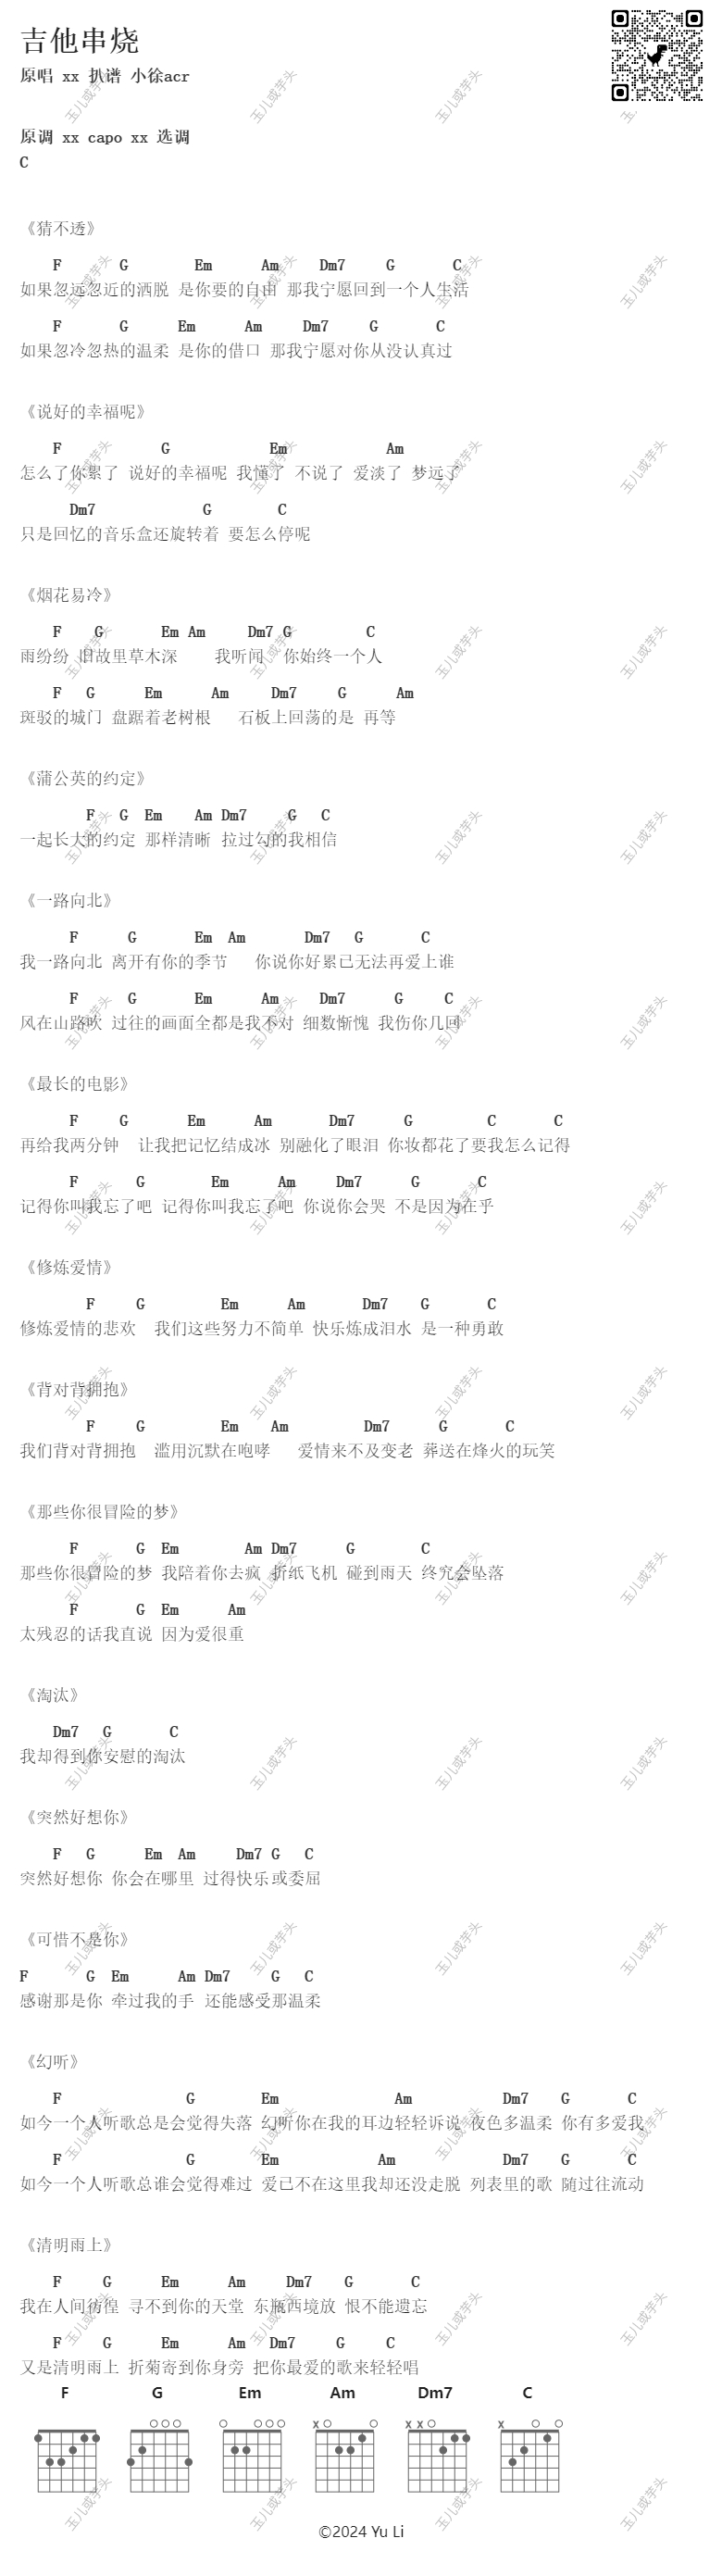 吉他串烧
原唱 xx 扒谱 小徐acr
原调 xx capo xx 选调
C
《猜不透》
F G Em Am Dm7 G C
如果忽远忽近的洒脱 是你要的自由 那我宁愿回到一个人生活
F G Em Am Dm7 G C
如果忽冷忽热的温柔 是你的借口 那我宁愿对你从没认真过
《说好的幸福呢》
F G Em Am
怎么了你累了 说好的幸福呢 我懂了 不说了 爱淡了 梦远了
Dm7 G C
只是回忆的音乐盒还旋转着 要怎么停呢
《烟花易冷》
F G Em Am Dm7 G C
雨纷纷 旧故里草木深 我听闻 你始终一个人
F G Em Am Dm7 G Am
斑驳的城门 盘踞着老树根 石板上回荡的是 再等
《蒲公英的约定》
F G Em Am Dm7 G C
一起长大的约定 那样清晰 拉过勾的我相信
《一路向北》
F G Em Am Dm7 G C
我一路向北 离开有你的季节 你说你好累已无法再爱上谁
F G Em Am Dm7 G C
风在山路吹 过往的画面全都是我不对 细数惭愧 我伤你几回
《最长的电影》
F G Em Am Dm7 G C C
再给我两分钟 让我把记忆结成冰 别融化了眼泪 你妆都花了要我怎么记得
F G Em Am Dm7 G C
记得你叫我忘了吧 记得你叫我忘了吧 你说你会哭 不是因为在乎
《修炼爱情》
F G Em Am Dm7 G C
修炼爱情的悲欢 我们这些努力不简单 快乐炼成泪水 是一种勇敢
《背对背拥抱》
F G Em Am Dm7 G C
我们背对背拥抱 滥用沉默在咆哮 爱情来不及变老 葬送在烽火的玩笑
《那些你很冒险的梦》
F G Em Am Dm7 G C
那些你很冒险的梦 我陪着你去疯 折纸飞机 碰到雨天 终究会坠落
F G Em Am
太残忍的话我直说 因为爱很重
《淘汰》
Dm7 G C
我却得到你安慰的淘汰
《突然好想你》
F G Em Am Dm7 G C
突然好想你 你会在哪里 过得快乐或委屈
《可惜不是你》
F G Em Am Dm7 G C
感谢那是你 牵过我的手 还能感受那温柔
《幻听》
F G Em Am Dm7 G C
如今一个人听歌总是会觉得失落 幻听你在我的耳边轻轻诉说 夜色多温柔 你有多爱我
F G Em Am Dm7 G C
如今一个人听歌总谁会觉得难过 爱已不在这里我却还没走脱 列表里的歌 随过往流动
《清明雨上》
F G Em Am Dm7 G C
我在人间彷徨 寻不到你的天堂 东瓶西境放 恨不能遗忘
F G Em Am Dm7 G C
又是清明雨上 折菊寄到你身旁 把你最爱的歌来轻轻唱
F G Em Am Dm7 C
x x x x
©2024 Yu Li
玉儿或芋头